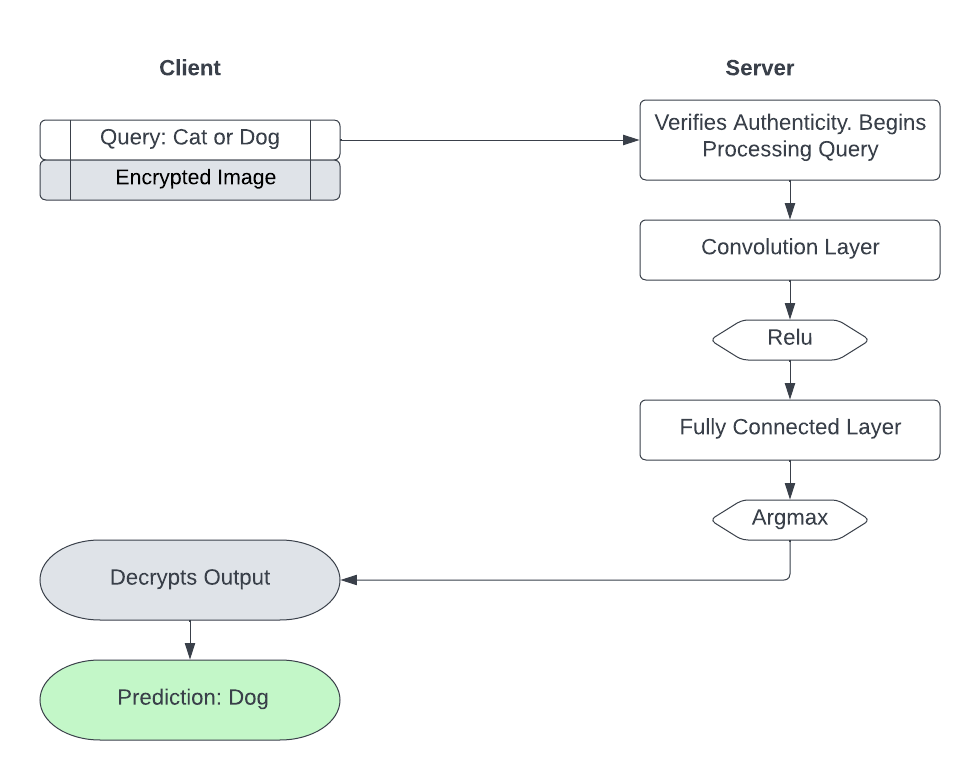 Client
Server
Query: Cat or Dog
Encrypted Image
Verifies Authenticity. Begins
Processing Query
Convolution Layer
Relu
Fully Connected Layer
Argmax
Decrypts Output
Prediction: Dog